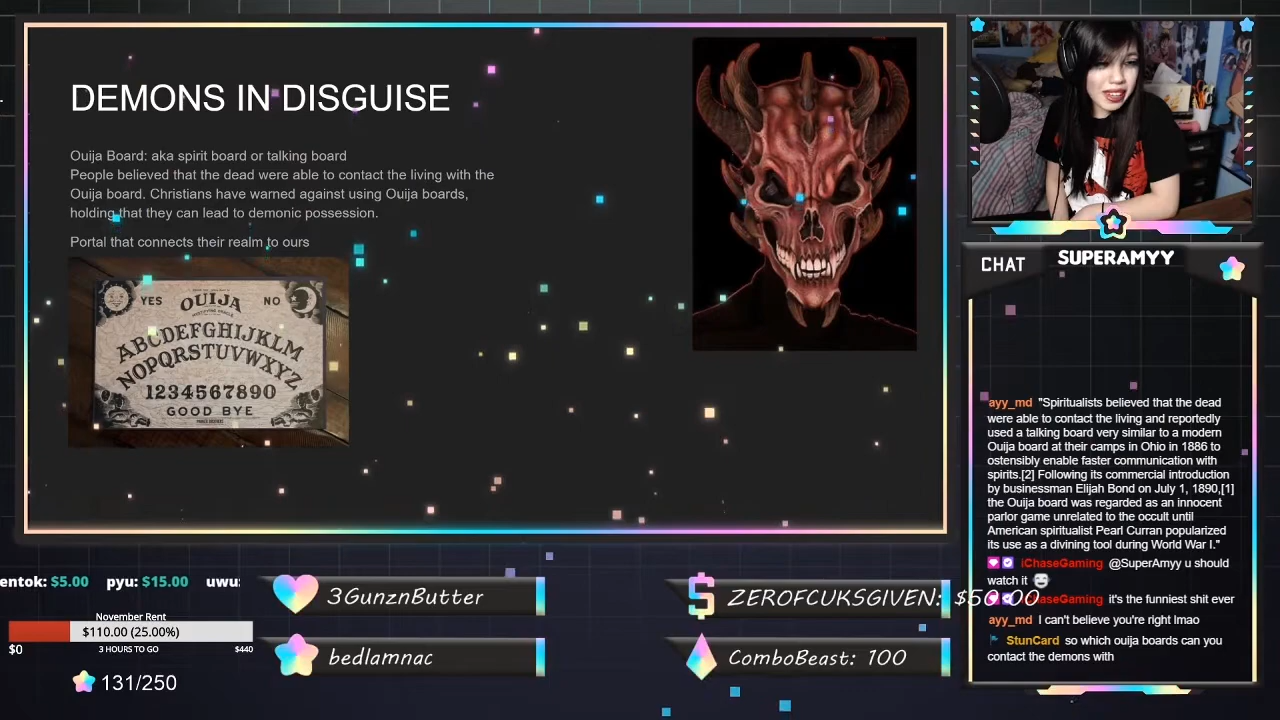 DEMONS IN DISGUISE
Ouija Board: aka spirit board or talking board
People believed that the dead were able to contact the living with the
Ouija board. Christians have warned against using Ouija boards,
holding that they can lead to demonic possession.
Portal that connects their realm to ours
YES OUIJA NO
ABCDEFGHIJKLM
NOPQRSTUVWXYZ
1234567890
GOOD BYE
CHAT
SUPERAMYY
ayy_md "Spiritualists believed that the dead
were able to contact the living and reportedly
used a talking board very similar to a modern
Ouija board at their camps in Ohio in 1886 to
ostensibly enable faster communication with
spirits.[2] Following its commercial introduction
by businessman Elijah Bond on July 1, 1890,[1]
the Ouija board was regarded as an innocent
parlor game unrelated to the occult until
American spiritualist Pearl Curran popularized
its use as a divining tool during World War I."
iChaseGaming @SuperAmyy u should
watch it
haseGaming it's the funniest shit ever
ayy_md I can't believe you're right lmao
StunCard so which ouija boards can you
contact the demons with
entok: $5.00 pyu: $15.00 uwu:
November Rent
$110.00 (25.00%)
$0 3 HOURS TO GO $440
131/250
3GunznButter
bedlamnac
ZEROFCUKSGIVEN: $50.00
ComboBeast: 100